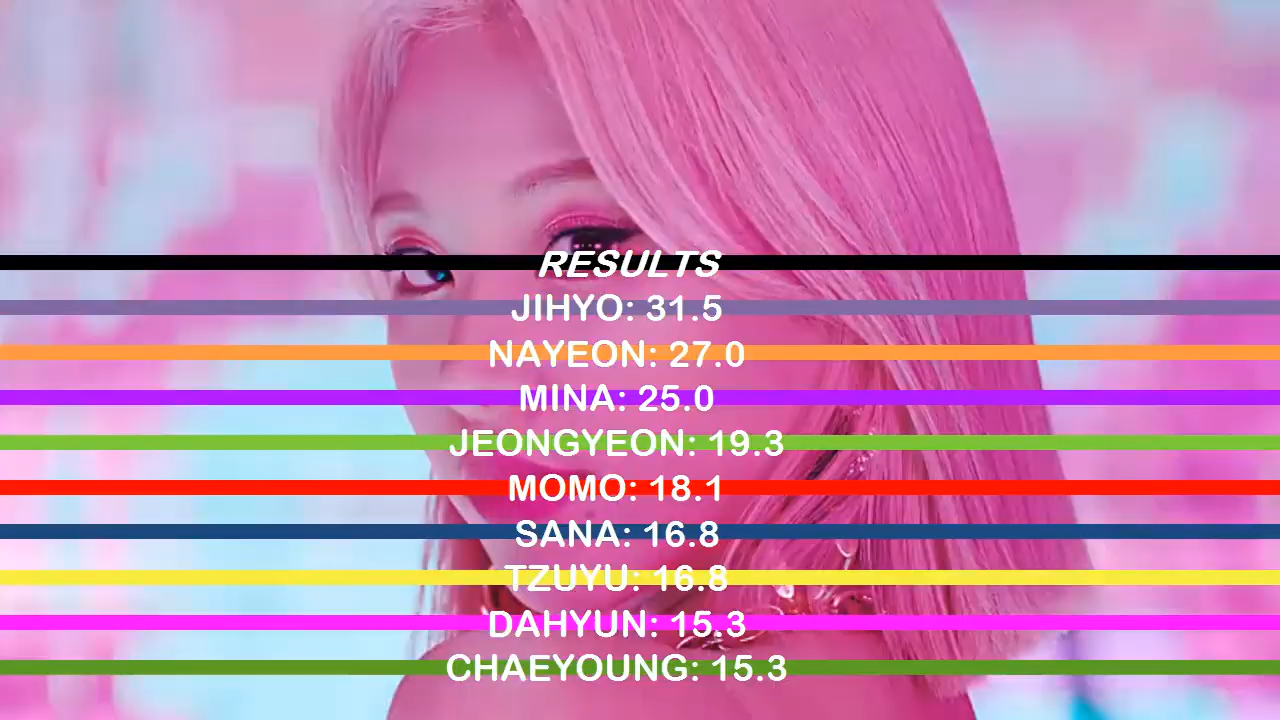 RESULTS
JIHYO: 31.5
NAYEON: 27.0
MINA: 25.0
JEONGYEON: 19.3
MOMO: 18.1
SANA: 16.8
TZUYU: 16.8
DAHYUN: 15.3
CHAEYOUNG: 15.3